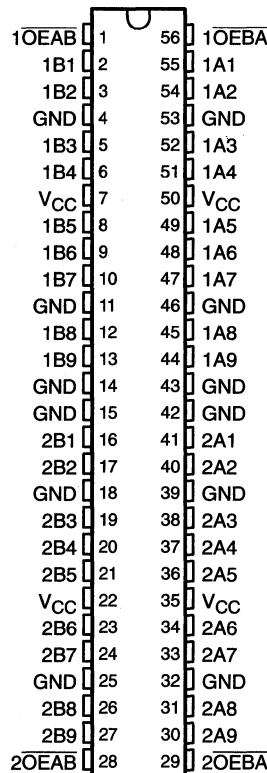 1O̅E̅A̅B̅ 1 56 1O̅E̅B̅A̅
1B1 2 55 1A1
1B2 3 54 1A2
GND 4 53 GND
1B3 5 52 1A3
1B4 6 51 1A4
VCC 7 50 VCC
1B5 8 49 1A5
1B6 9 48 1A6
1B7 10 47 1A7
GND 11 46 GND
1B8 12 45 1A8
1B9 13 44 1A9
GND 14 43 GND
GND 15 42 GND
2B1 16 41 2A1
2B2 17 40 2A2
GND 18 39 GND
2B3 19 38 2A3
2B4 20 37 2A4
2B5 21 36 2A5
VCC 22 35 VCC
2B6 23 34 2A6
2B7 24 33 2A7
GND 25 32 GND
2B8 26 31 2A8
2B9 27 30 2A9
2O̅E̅A̅B̅ 28 29 2O̅E̅B̅A̅